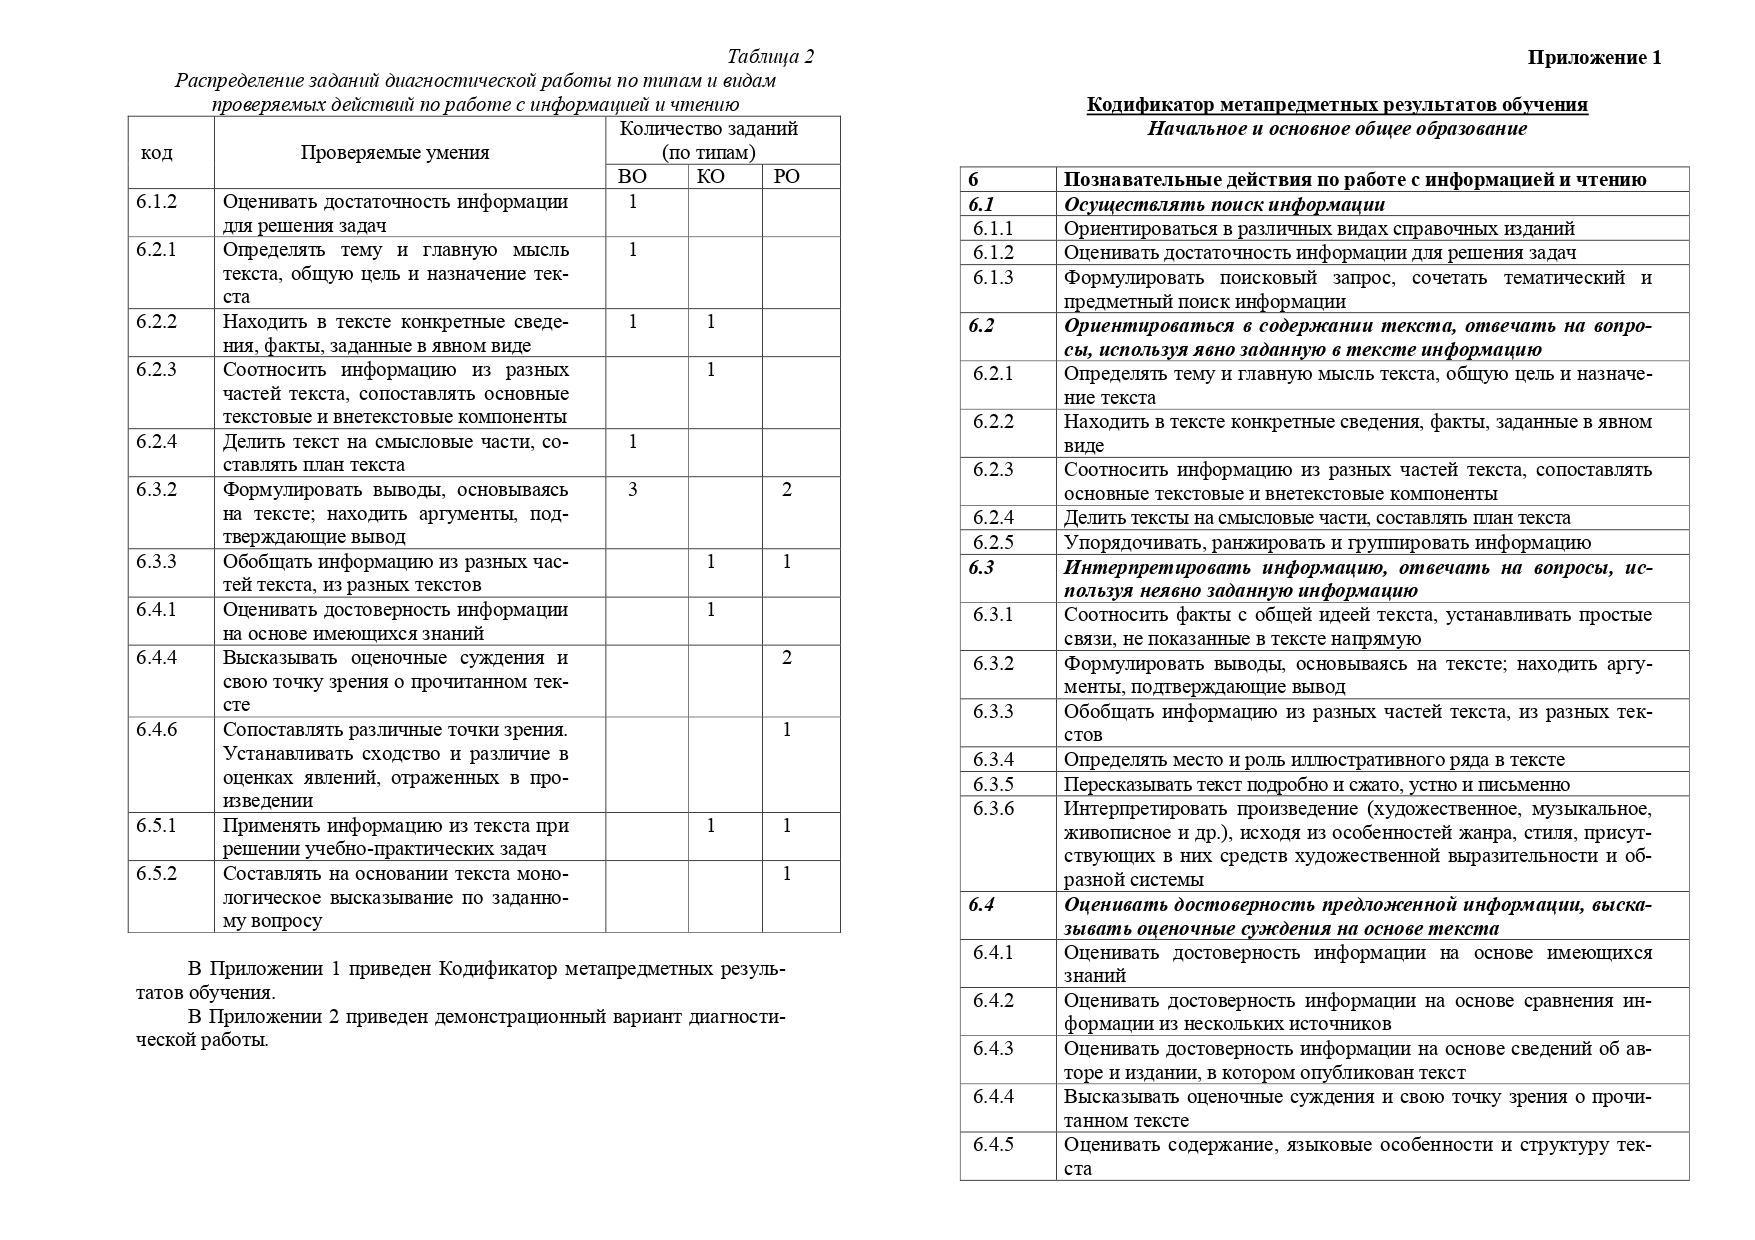 Таблица 2
Распределение заданий диагностической работы по типам и видам
проверяемых действий по работе с информацией и чтению
код
Проверяемые умения
Количество заданий
(по типам)
ВО КО РО
6.1.2 Оценивать достаточность информации 1
для решения задач
6.2.1 Определять тему и главную мысль 1
текста, общую цель и назначение тек-
ста
6.2.2 Находить в тексте конкретные сведе- 1 1
ния, факты, заданные в явном виде
6.2.3 Соотносить информацию из разных 1
частей текста, сопоставлять основные
текстовые и внетекстовые компоненты
6.2.4 Делить текст на смысловые части, со- 1
ставлять план текста
6.3.2 Формулировать выводы, основываясь 3 2
на тексте; находить аргументы, под-
тверждающие вывод
6.3.3 Обобщать информацию из разных час- 1 1
тей текста, из разных текстов
6.4.1 Оценивать достоверность информации 1
на основе имеющихся знаний
6.4.4 Высказывать оценочные суждения и 2
свою точку зрения о прочитанном тек-
сте
6.4.6 Сопоставлять различные точки зрения. 1
Устанавливать сходство и различие в
оценках явлений, отраженных в про-
изведении
6.5.1 Применять информацию из текста при 1 1
решении учебно-практических задач
6.5.2 Составлять на основании текста моно- 1
логическое высказывание по заданно-
му вопросу
В Приложении 1 приведен Кодификатор метапредметных резуль-
татов обучения.
В Приложении 2 приведен демонстрационный вариант диагности-
ческой работы.
Приложение 1
Кодификатор метапредметных результатов обучения
Начальное и основное общее образование
6 Познавательные действия по работе с информацией и чтению
6.1 Осуществлять поиск информации
6.1.1 Ориентироваться в различных видах справочных изданий
6.1.2 Оценивать достаточность информации для решения задач
6.1.3 Формулировать поисковый запрос, сочетать тематический и
предметный поиск информации
6.2 Ориентироваться в содержании текста, отвечать на вопро-
сы, используя явно заданную в тексте информацию
6.2.1 Определять тему и главную мысль текста, общую цель и назначе-
ние текста
6.2.2 Находить в тексте конкретные сведения, факты, заданные в явном
виде
6.2.3 Соотносить информацию из разных частей текста, сопоставлять
основные текстовые и внетекстовые компоненты
6.2.4 Делить тексты на смысловые части, составлять план текста
6.2.5 Упорядочивать, ранжировать и группировать информацию
6.3 Интерпретировать информацию, отвечать на вопросы, ис-
пользуя неявно заданную информацию
6.3.1 Соотносить факты с общей идеей текста, устанавливать простые
связи, не показанные в тексте напрямую
6.3.2 Формулировать выводы, основываясь на тексте; находить аргу-
менты, подтверждающие вывод
6.3.3 Обобщать информацию из разных частей текста, из разных тек-
стов
6.3.4 Определять место и роль иллюстративного ряда в тексте
6.3.5 Пересказывать текст подробно и сжато, устно и письменно
6.3.6 Интерпретировать произведение (художественное, музыкальное,
живописное и др.), исходя из особенностей жанра, стиля, присут-
ствующих в них средств художественной выразительности и об-
разной системы
6.4 Оценивать достоверность предложенной информации, выска-
зывать оценочные суждения на основе текста
6.4.1 Оценивать достоверность информации на основе имеющихся
знаний
6.4.2 Оценивать достоверность информации на основе сравнения ин-
формации из нескольких источников
6.4.3 Оценивать достоверность информации на основе сведений об ав-
торе и издании, в котором опубликован текст
6.4.4 Высказывать оценочные суждения и свою точку зрения о прочи-
танном тексте
6.4.5 Оценивать содержание, языковые особенности и структуру тек-
ста